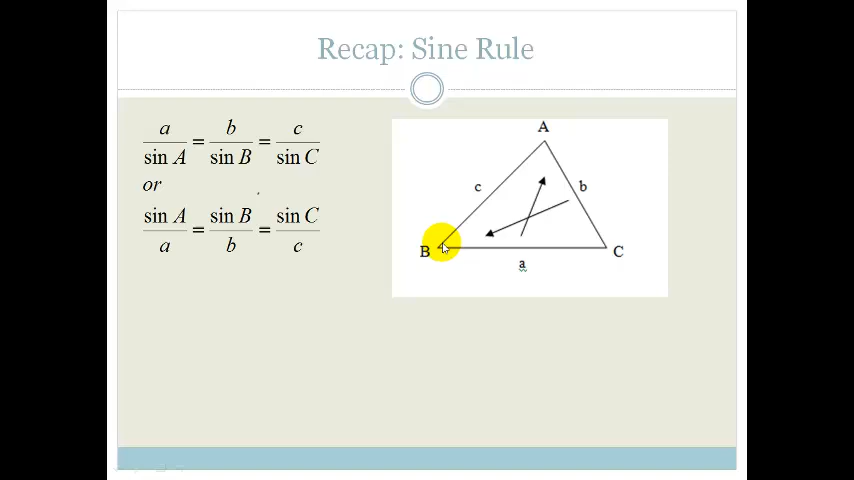 Recap: Sine Rule
a/sin A = b/sin B = c/sin C
or
sin A/a = sin B/b = sin C/c
A
c
b
B
C
a